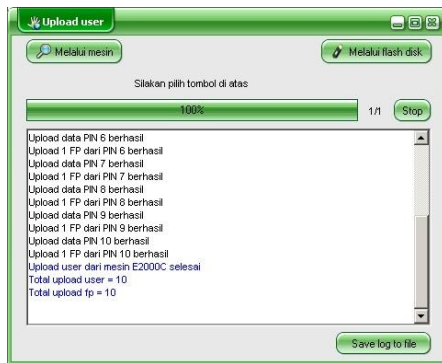 Upload user
Melalui mesin
Melalui flash disk
Silakan pilih tombol di atas
100%
1/1
Stop
Upload data PIN 6 berhasil
Upload 1 FP dari PIN 6 berhasil
Upload data PIN 7 berhasil
Upload 1 FP dari PIN 7 berhasil
Upload data PIN 8 berhasil
Upload 1 FP dari PIN 8 berhasil
Upload data PIN 9 berhasil
Upload 1 FP dari PIN 9 berhasil
Upload data PIN 10 berhasil
Upload 1 FP dari PIN 10 berhasil
Upload user dari mesin E2000C selesai
Total upload user = 10
Total upload fp = 10
Save log to file